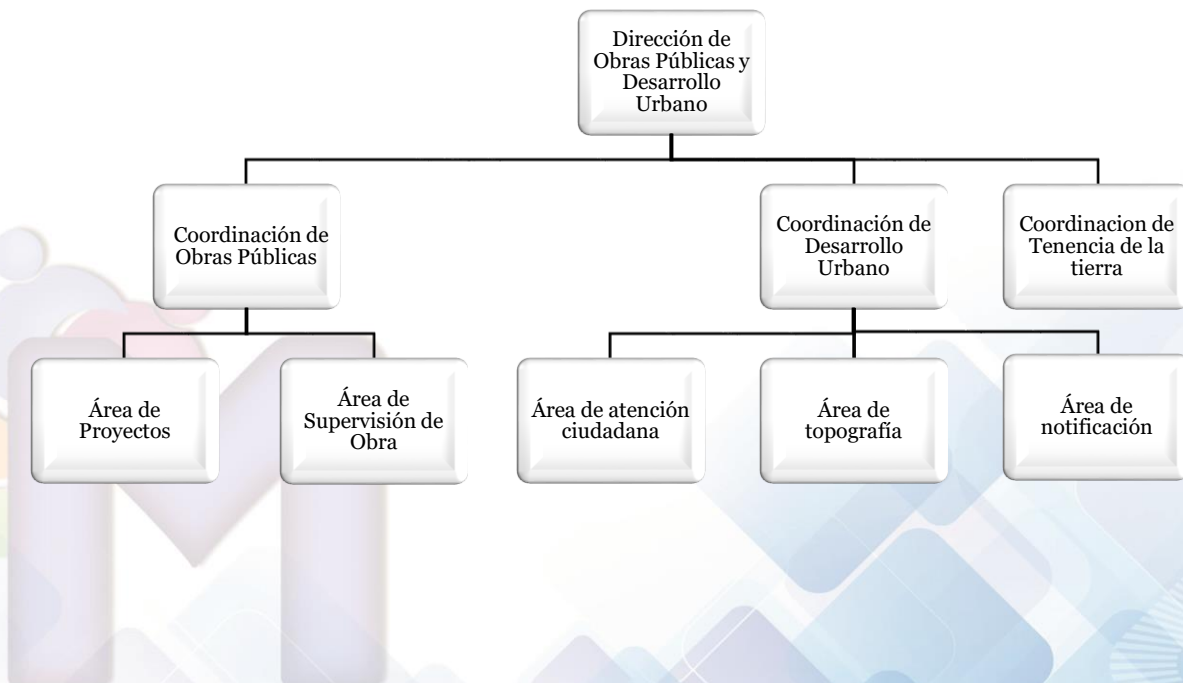 Dirección de
Obras Públicas y
Desarrollo
Urbano
Coordinación de
Obras Públicas
Coordinación de
Desarrollo
Urbano
Coordinacion de
Tenencia de la
tierra
Área de
Proyectos
Área de
Supervisión de
Obra
Área de atención
ciudadana
Área de
topografía
Área de
notificación